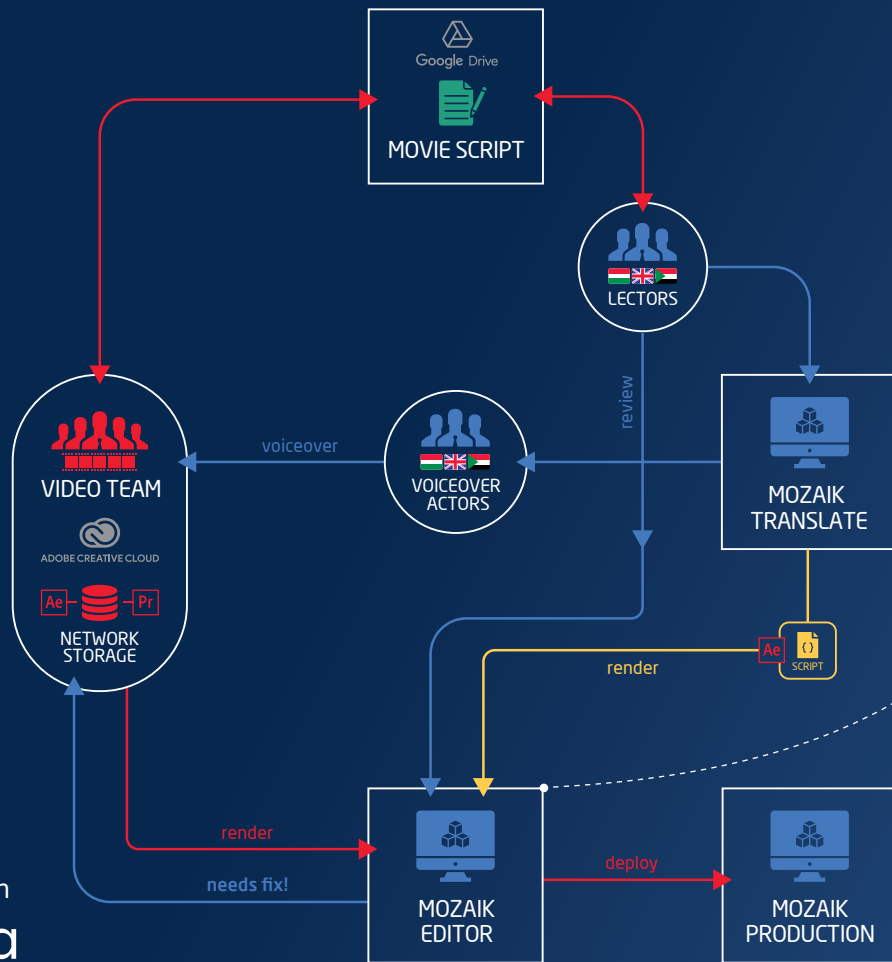 Google Drive
MOVIE SCRIPT
LECTORS
review
voiceover
VOICEOVER
ACTORS
MOZAIK
TRANSLATE
VIDEO TEAM
ADOBE CREATIVE CLOUD
Ae
Pr
NETWORK
STORAGE
render
Ae
{}
SCRIPT
render
needs fix!
MOZAIK
EDITOR
deploy
MOZAIK
PRODUCTION